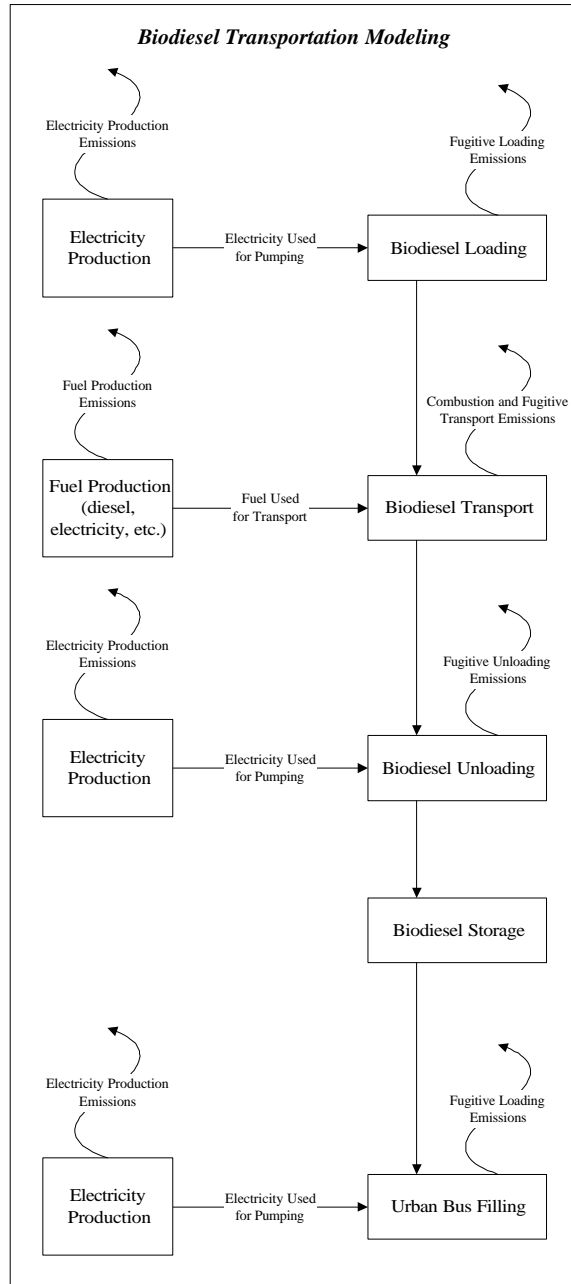 Biodiesel Transportation Modeling
Electricity Production
Emissions
Fugitive Loading
Emissions
Electricity
Production
Electricity Used
for Pumping
Biodiesel Loading
Fuel Production
Emissions
Combustion and Fugitive
Transport Emissions
Fuel Production
(diesel,
electricity, etc.)
Fuel Used
for Transport
Biodiesel Transport
Electricity Production
Emissions
Fugitive Unloading
Emissions
Electricity
Production
Electricity Used
for Pumping
Biodiesel Unloading
Biodiesel Storage
Electricity Production
Emissions
Fugitive Loading
Emissions
Electricity
Production
Electricity Used
for Pumping
Urban Bus Filling